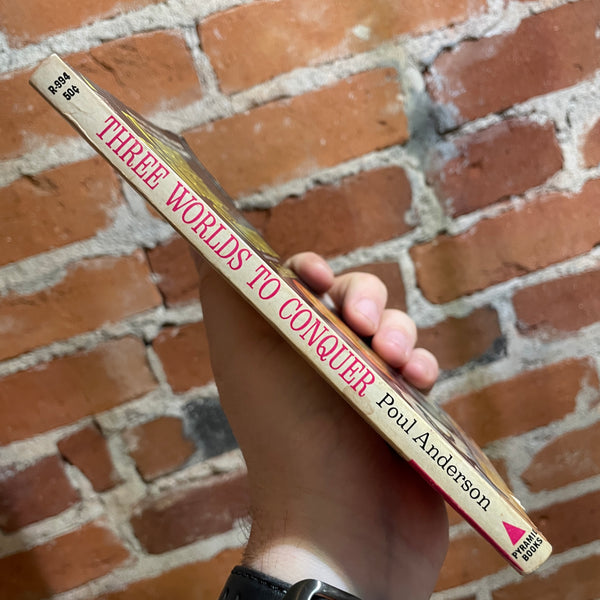 R-994
50¢
THREE WORLDS TO CONQUER Poul Anderson
PYRAMID
BOOKS